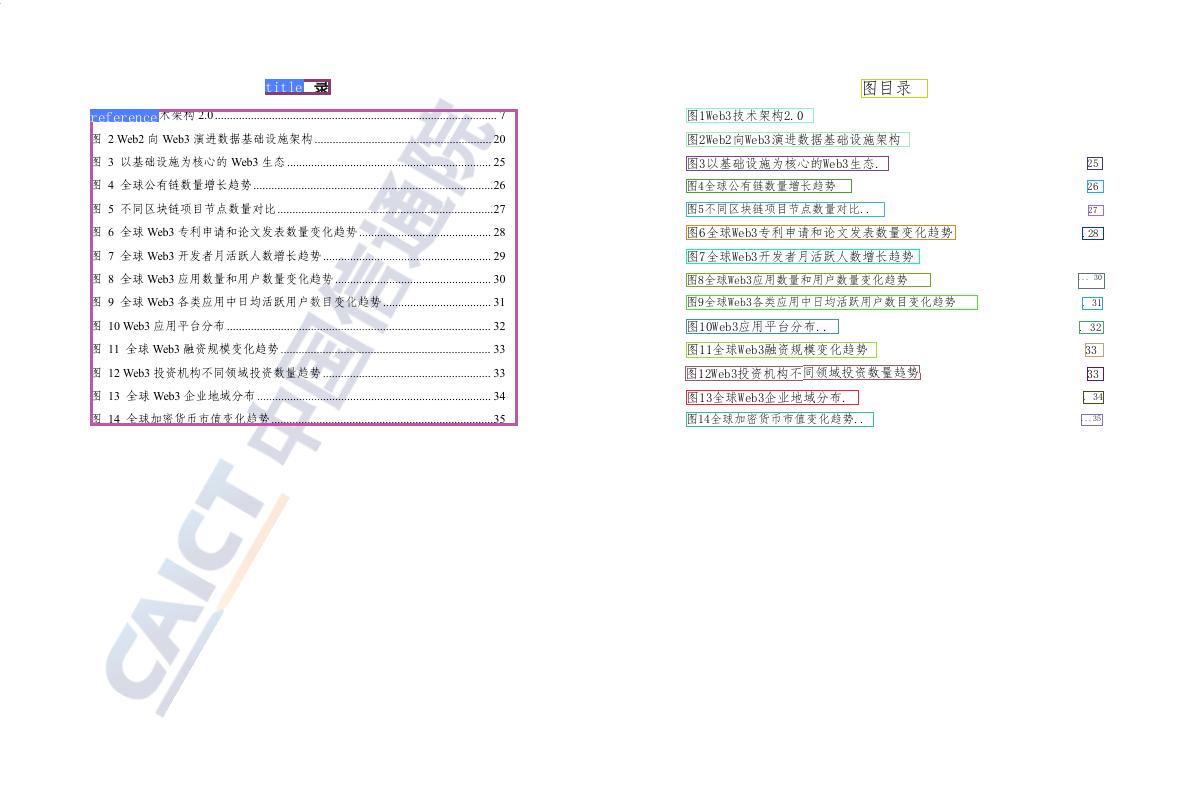 title 录
reference 术架构 2.0 7
图 2 Web2 向 Web3 演进数据基础设施架构 20
图 3 以基础设施为核心的 Web3 生态 25
图 4 全球公有链数量增长趋势 26
图 5 不同区块链项目节点数量对比 27
图 6 全球 Web3 专利申请和论文发表数量变化趋势 28
图 7 全球 Web3 开发者月活跃人数增长趋势 29
图 8 全球 Web3 应用数量和用户数量变化趋势 30
图 9 全球 Web3 各类应用中日均活跃用户数目变化趋势 31
图 10 Web3 应用平台分布 32
图 11 全球 Web3 融资规模变化趋势 33
图 12 Web3 投资机构不同领域投资数量趋势 33
图 13 全球 Web3 企业地域分布 34
图 14 全球加密货币市值变化趋势 35
CAICT 中国信通院
图目录
图1Web3技术架构2.0
图2Web2向Web3演进数据基础设施架构
图3以基础设施为核心的Web3生态. 25
图4全球公有链数量增长趋势 26
图5不同区块链项目节点数量对比.. 27
图6全球Web3专利申请和论文发表数量变化趋势 .28
图7全球Web3开发者月活跃人数增长趋势
图8全球Web3应用数量和用户数量变化趋势 ... 30
图9全球Web3各类应用中日均活跃用户数目变化趋势 . 31
图10Web3应用平台分布.. . 32
图11全球Web3融资规模变化趋势 33
图12Web3投资机构不同领域投资数量趋势 33
图13全球Web3企业地域分布. . 34
图14全球加密货币市值变化趋势.. ...35